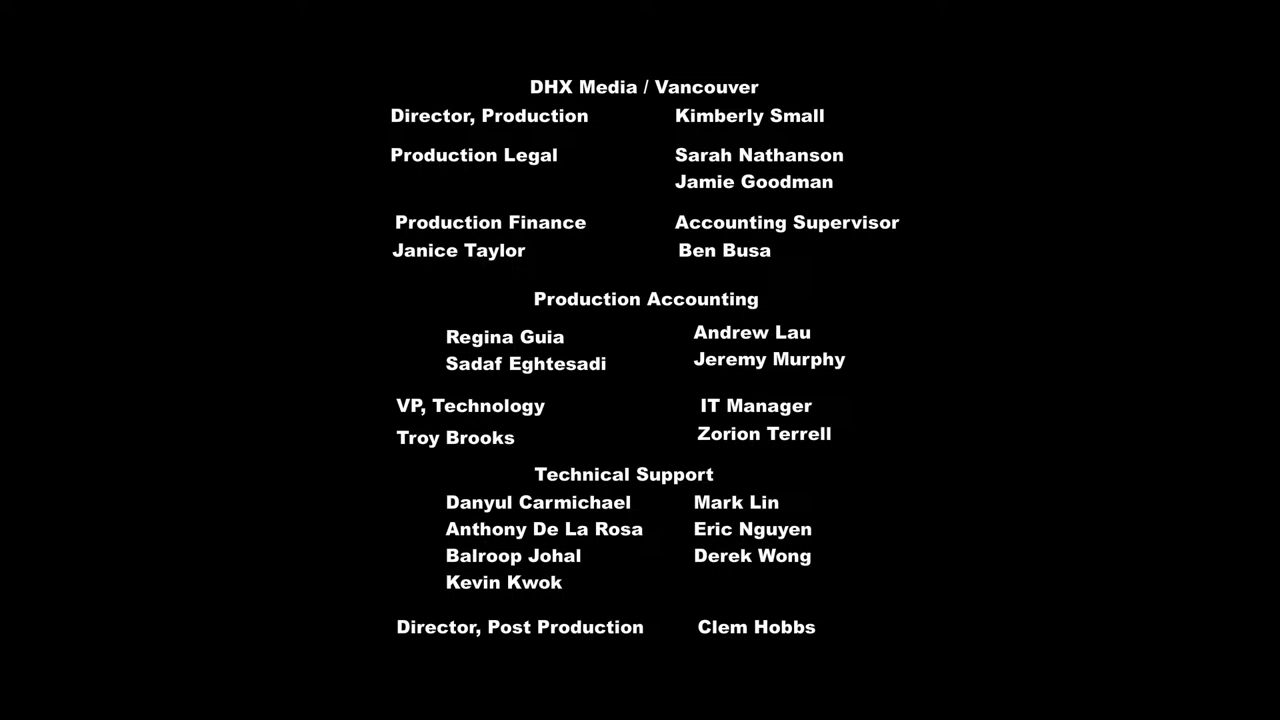 DHX Media / Vancouver
Director, Production Kimberly Small
Production Legal Sarah Nathanson
Jamie Goodman
Production Finance Accounting Supervisor
Janice Taylor Ben Busa
Production Accounting
Regina Guia Andrew Lau
Sadaf Eghtesadi Jeremy Murphy
VP, Technology IT Manager
Troy Brooks Zorion Terrell
Technical Support
Danyul Carmichael Mark Lin
Anthony De La Rosa Eric Nguyen
Balroop Johal Derek Wong
Kevin Kwok
Director, Post Production Clem Hobbs